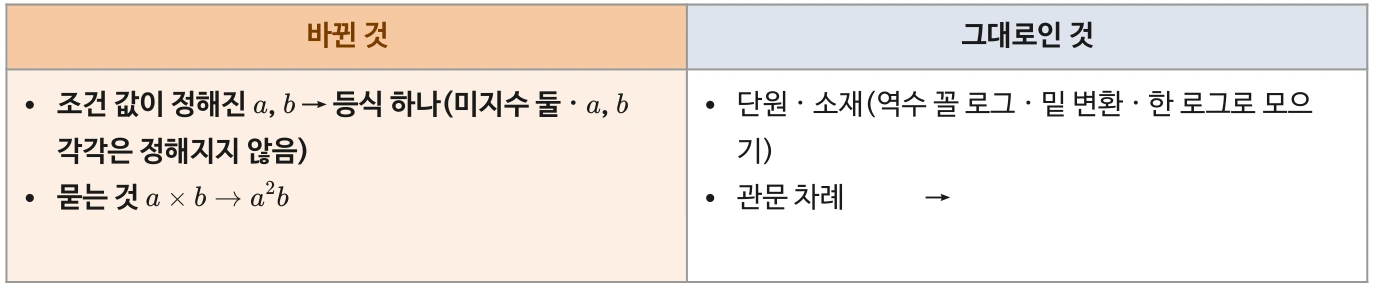 바뀐 것
그대로인 것
• 조건 값이 정해진 a, b → 등식 하나(미지수 둘 · a, b
각각은 정해지지 않음)
• 묻는 것 a × b → a²b
• 단원 · 소재(역수 꼴 로그 · 밑 변환 · 한 로그로 모으
기)
• 관문 차례 →